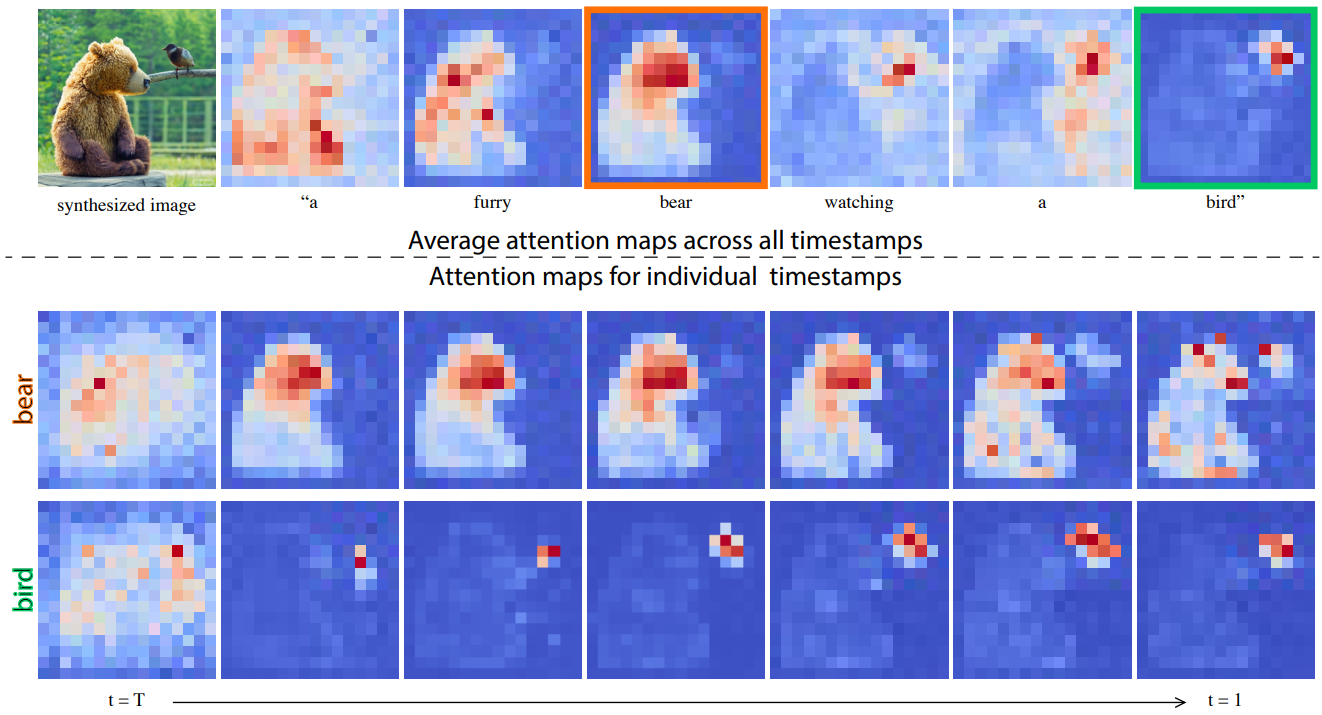 synthesized image “a furry bear watching a bird”
Average attention maps across all timestamps
Attention maps for individual  timestamps
bear
bird
t = T t = 1